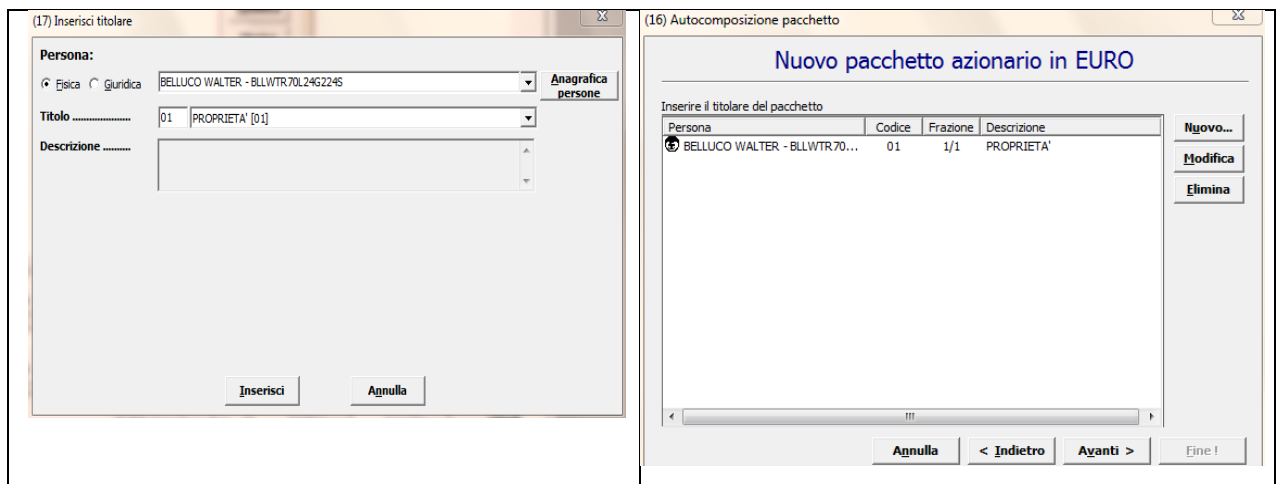 (17) Inserisci titolare
Persona:
Fisica Giuridica BELLUCO WALTER - BLLWTR70L24G224S Anagrafica persone
Titolo ..................... 01 PROPRIETA' [01]
Descrizione ..........
Inserisci Annulla
(16) Autocomposizione pacchetto
Nuovo pacchetto azionario in EURO
Inserire il titolare del pacchetto
Persona Codice Frazione Descrizione
BELLUCO WALTER - BLLWTR70... 01 1/1 PROPRIETA'
Nuovo...
Modifica
Elimina
Annulla < Indietro Avanti > Fine !